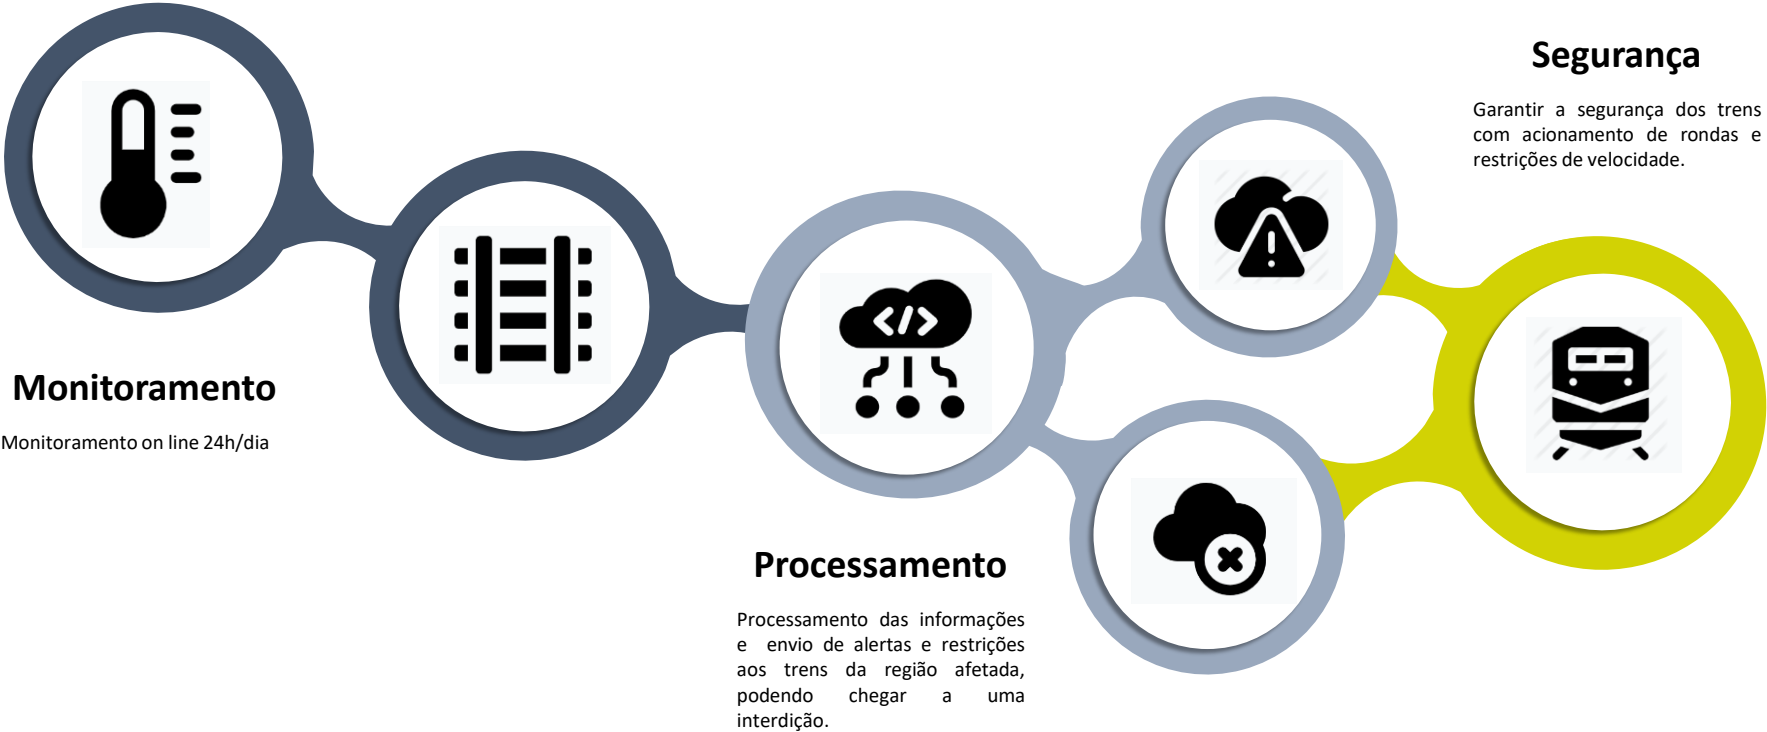 Monitoramento
Monitoramento on line 24h/dia
</>
Processamento
Processamento das informações
e envio de alertas e restrições
aos trens da região afetada,
podendo chegar a uma
interdição.
Segurança
Garantir a segurança dos trens
com acionamento de rondas e
restrições de velocidade.